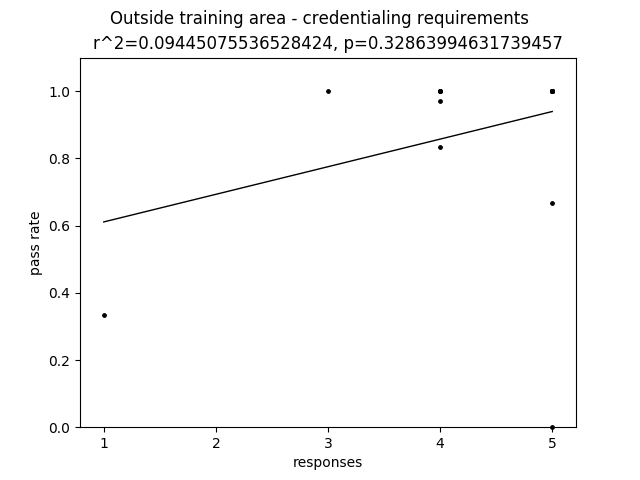 Outside training area - credentialing requirements
r^2=0.09445075536528424, p=0.32863994631739457
1.0
0.8
0.6
0.4
0.2
0.0
pass rate
1 2 3 4 5
responses